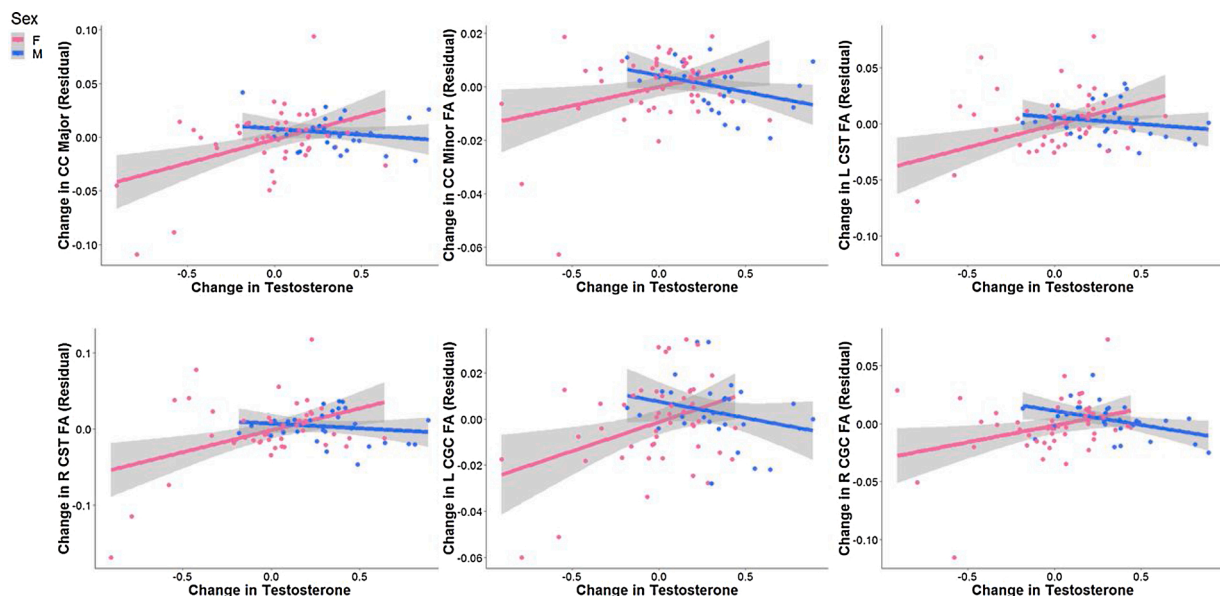 Sex
F
M
Change in CC Major (Residual)
0.10
0.05
0.00
-0.05
-0.10
-0.5 0.0 0.5
Change in Testosterone
Change in CC Minor FA (Residual)
0.02
0.00
-0.02
-0.04
-0.06
-0.5 0.0 0.5
Change in Testosterone
Change in L CST FA (Residual)
0.05
0.00
-0.05
-0.10
-0.5 0.0 0.5
Change in Testosterone
Change in R CST FA (Residual)
0.1
0.0
-0.1
-0.5 0.0 0.5
Change in Testosterone
Change in L CGC FA (Residual)
0.02
0.00
-0.02
-0.04
-0.06
-0.5 0.0 0.5
Change in Testosterone
Change in R CGC FA (Residual)
0.05
0.00
-0.05
-0.10
-0.5 0.0 0.5
Change in Testosterone